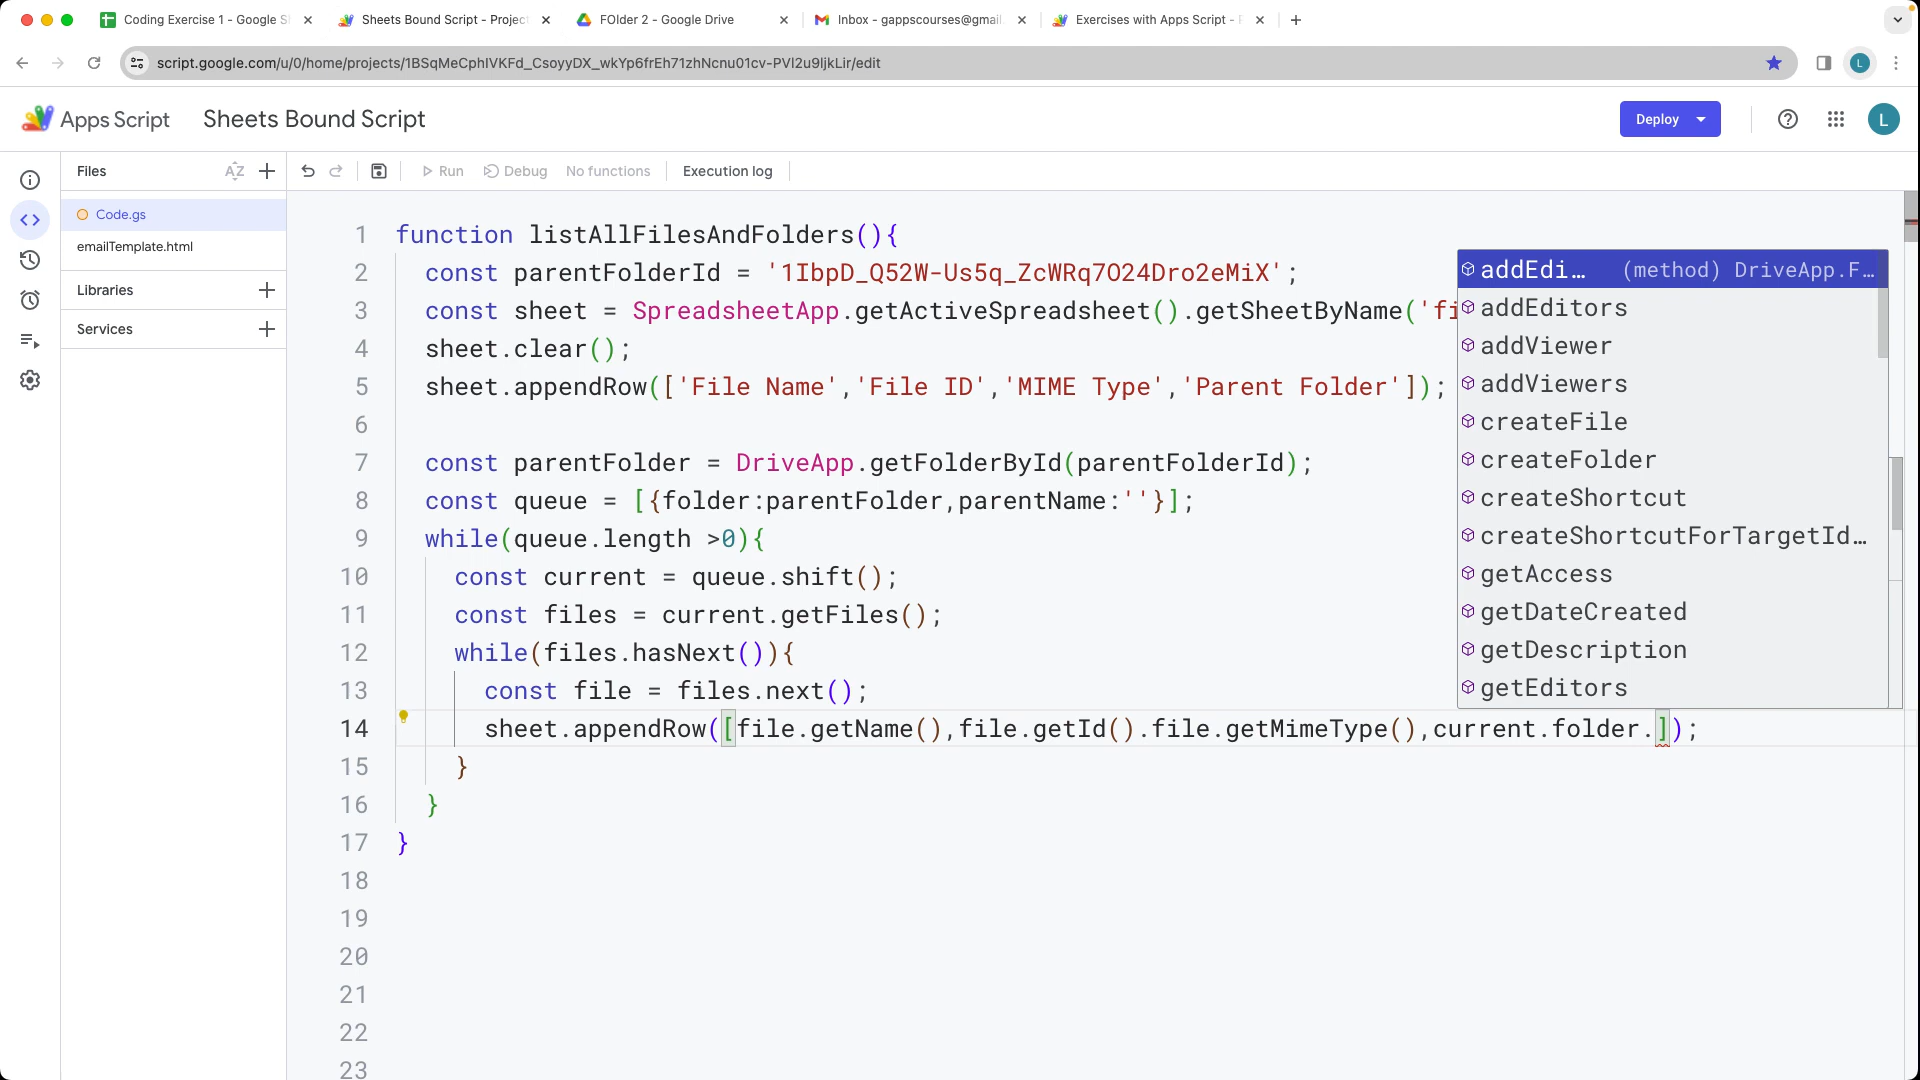 Coding Exercise 1 - Google S
Sheets Bound Script - Projec
FOlder 2 - Google Drive
Inbox - gappscourses@gmai
Exercises with Apps Script -
script.google.com/u/0/home/projects/1BSqMeCphIVKFd_CsoyyDX_wkYp6frEh71zhNcnu01cv-PVI2u9ljkLir/edit
L
Apps Script
Sheets Bound Script
Deploy
L
Files
AZ
Run
Debug
No functions
Execution log
Code.gs
emailTemplate.html
Libraries
Services
1 function listAllFilesAndFolders(){
2 const parentFolderId = '1IbpD_Q52W-Us5q_ZcWRq7O24Dro2eMiX';
3 const sheet = SpreadsheetApp.getActiveSpreadsheet().getSheetByName('fi
4 sheet.clear();
5 sheet.appendRow(['File Name','File ID','MIME Type','Parent Folder']);
6
7 const parentFolder = DriveApp.getFolderById(parentFolderId);
8 const queue = [{folder:parentFolder,parentName:''}];
9 while(queue.length >0){
10 const current = queue.shift();
11 const files = current.getFiles();
12 while(files.hasNext()){
13 const file = files.next();
14 sheet.appendRow([file.getName(),file.getId().file.getMimeType(),current.folder.]);
15 }
16 }
17 }
18
19
20
21
22
23
addEdi… (method) DriveApp.F…
addEditors
addViewer
addViewers
createFile
createFolder
createShortcut
createShortcutForTargetId…
getAccess
getDateCreated
getDescription
getEditors